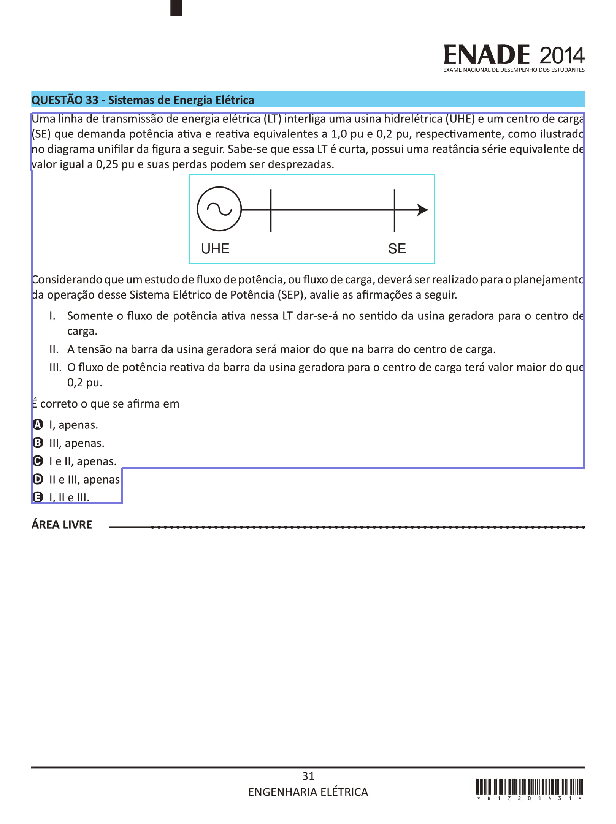 ENADE 2014
EXAME NACIONAL DE DESEMPENHO DOS ESTUDANTES
QUESTÃO 33 - Sistemas de Energia Elétrica
Uma linha de transmissão de energia elétrica (LT) interliga uma usina hidrelétrica (UHE) e um centro de carga
(SE) que demanda potência ativa e reativa equivalentes a 1,0 pu e 0,2 pu, respectivamente, como ilustrado
no diagrama unifilar da figura a seguir. Sabe-se que essa LT é curta, possui uma reatância série equivalente de
valor igual a 0,25 pu e suas perdas podem ser desprezadas.
UHE SE
Considerando que um estudo de fluxo de potência, ou fluxo de carga, deverá ser realizado para o planejamento
da operação desse Sistema Elétrico de Potência (SEP), avalie as afirmações a seguir.
I. Somente o fluxo de potência ativa nessa LT dar-se-á no sentido da usina geradora para o centro de
carga.
II. A tensão na barra da usina geradora será maior do que na barra do centro de carga.
III. O fluxo de potência reativa da barra da usina geradora para o centro de carga terá valor maior do que
0,2 pu.
É correto o que se afirma em
A I, apenas.
B III, apenas.
C I e II, apenas.
D II e III, apenas
E I, II e III.
ÁREA LIVRE
31
ENGENHARIA ELÉTRICA